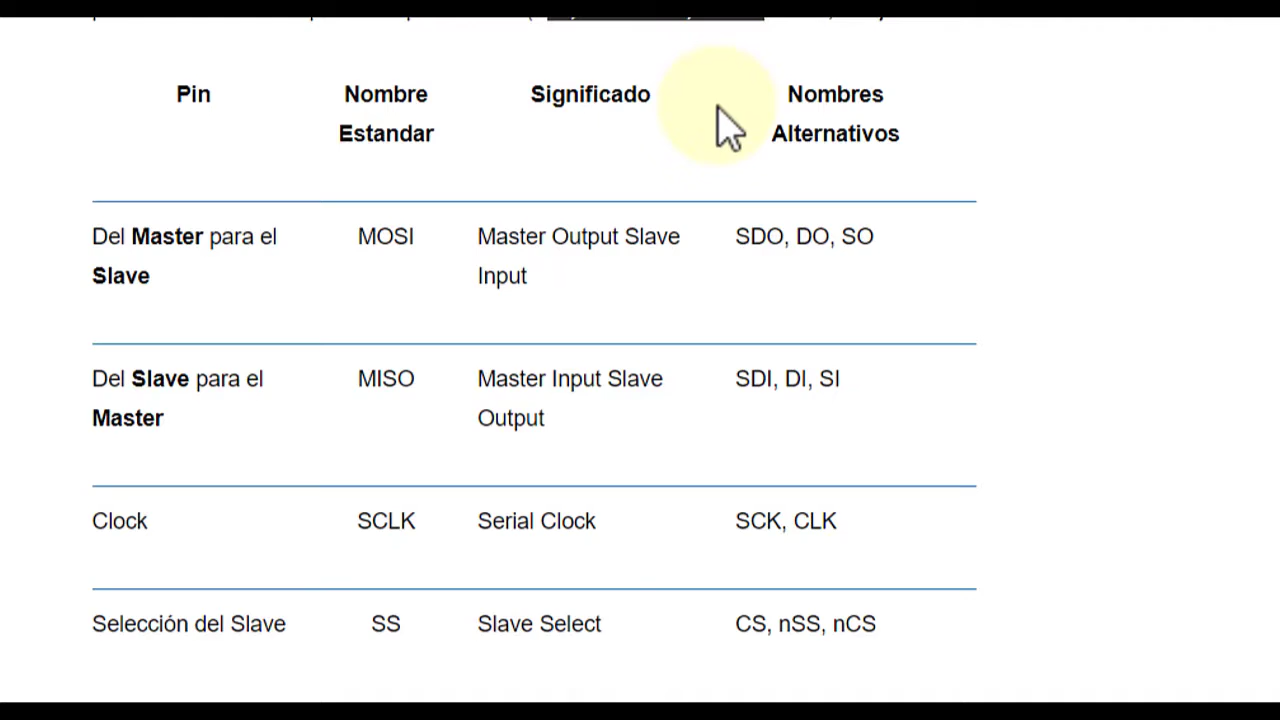 Pin Nombre Significado Nombres
Estandar Alternativos
Del Master para el MOSI Master Output Slave SDO, DO, SO
Slave Input
Del Slave para el MISO Master Input Slave SDI, DI, SI
Master Output
Clock SCLK Serial Clock SCK, CLK
Selección del Slave SS Slave Select CS, nSS, nCS